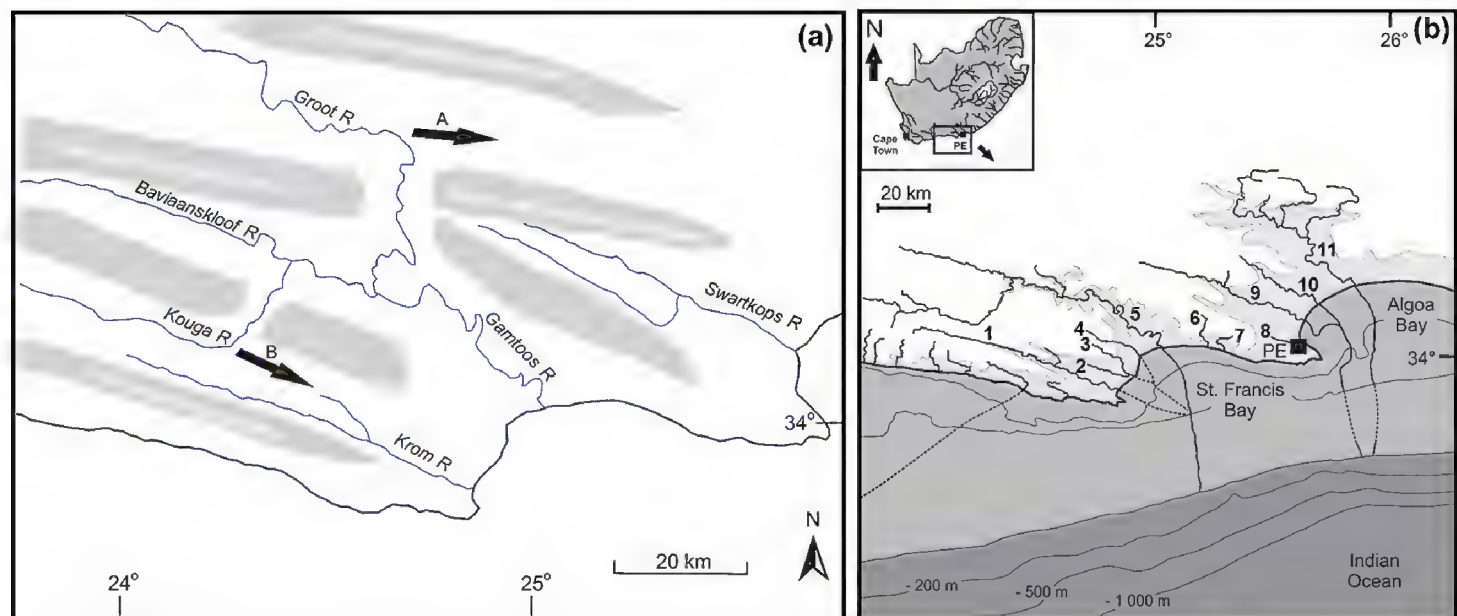 (a)
Groot R
A
Baviaanskloof R
Kouga R
B
Gamtoos R
Swartkops R
Krom R
34°
N
20 km
24°
25°
25°
26°
(b)
N
Cape
Town
PE
20 km
11
10
9
8
7
6
5
4
3
2
1
PE
Algoa
Bay
34°
St. Francis
Bay
- 200 m
- 500 m
- 1 000 m
Indian
Ocean